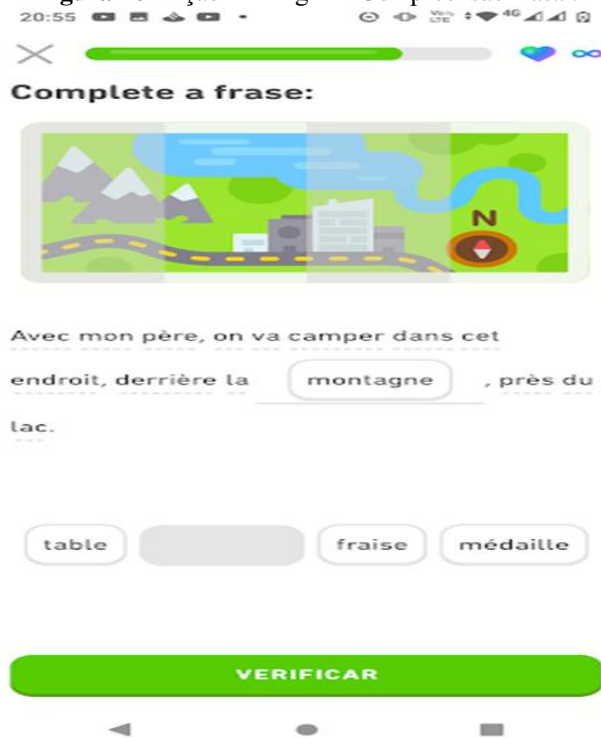 20:55
4G
Complete a frase:
N
Avec mon père, on va camper dans cet
endroit, derrière la montagne , près du
lac.
table fraise médaille
VERIFICAR